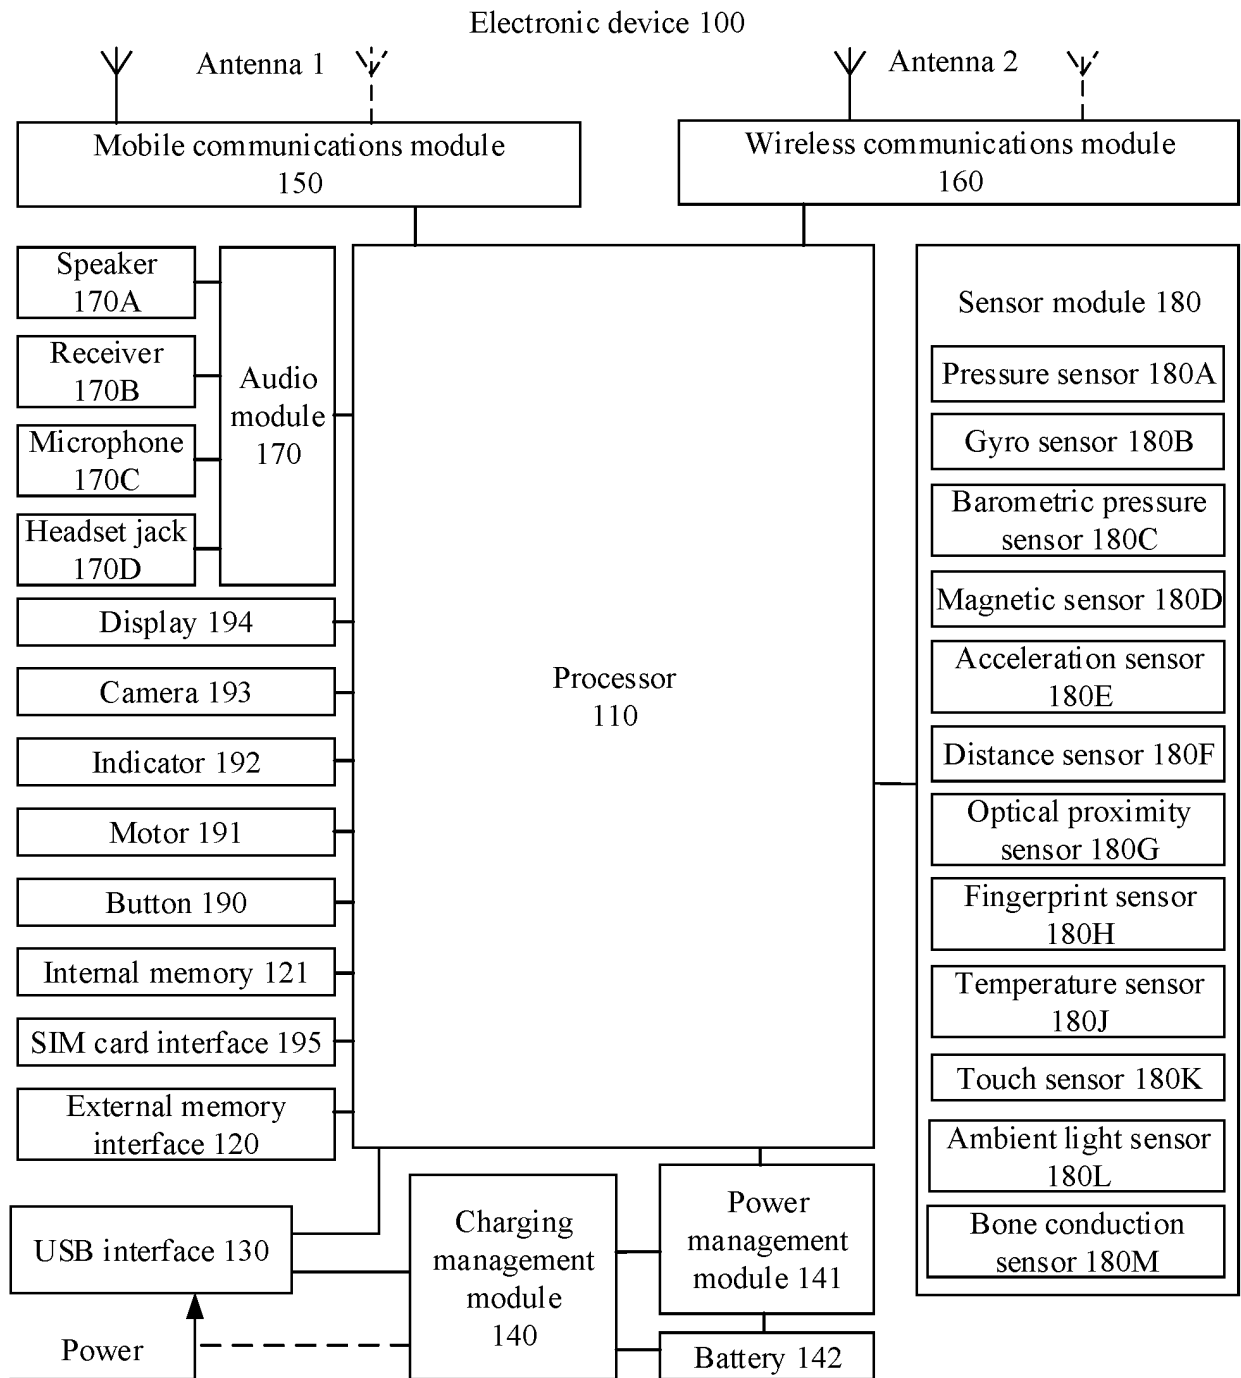 Electronic device 100
Antenna 1
Antenna 2
Mobile communications module
150
Wireless communications module
160
Speaker
170A
Receiver
170B
Microphone
170C
Headset jack
170D
Audio
module
170
Display 194
Camera 193
Indicator 192
Motor 191
Button 190
Internal memory 121
SIM card interface 195
External memory
interface 120
Processor
110
Sensor module 180
Pressure sensor 180A
Gyro sensor 180B
Barometric pressure
sensor 180C
Magnetic sensor 180D
Acceleration sensor
180E
Distance sensor 180F
Optical proximity
sensor 180G
Fingerprint sensor
180H
Temperature sensor
180J
Touch sensor 180K
Ambient light sensor
180L
Bone conduction
sensor 180M
USB interface 130
Power
Charging
management
module
140
Power
management
module 141
Battery 142